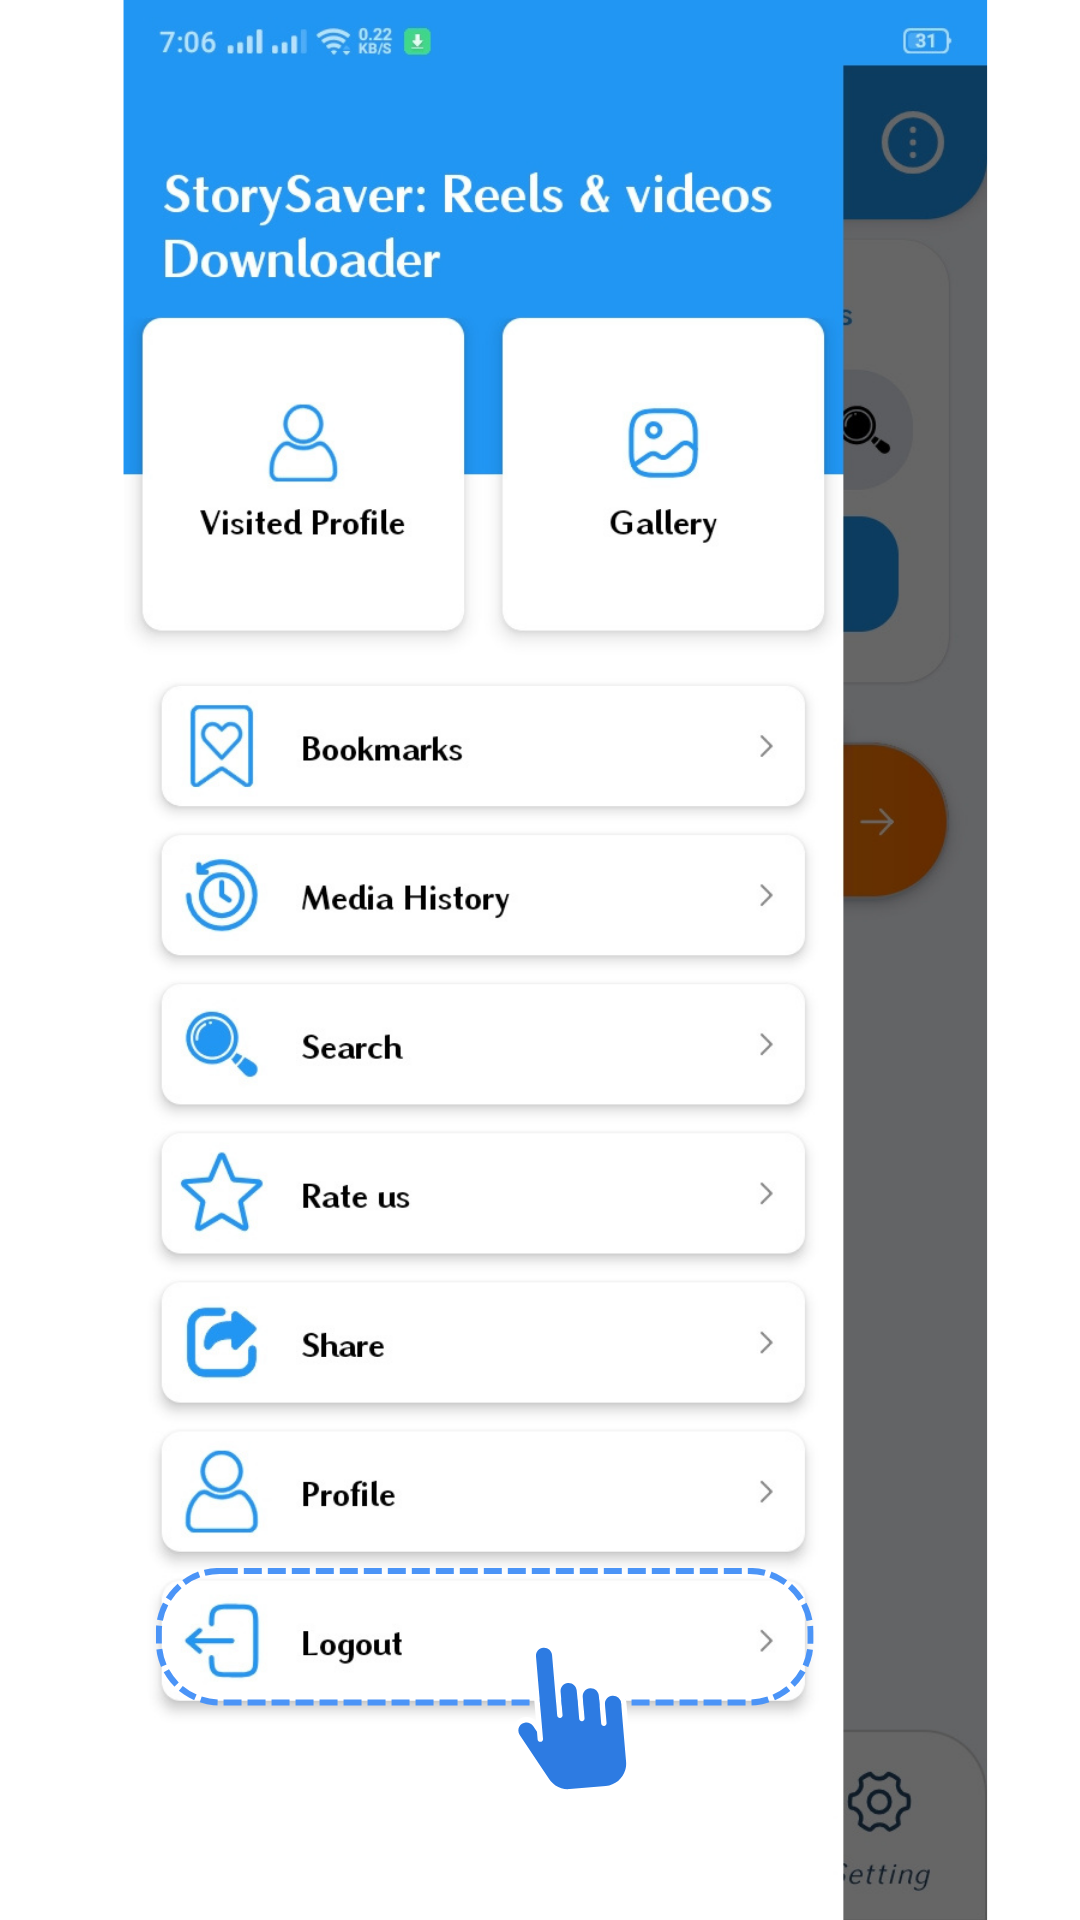 7:06
0.22
KB/S
31
StorySaver: Reels & videos
Downloader
s
Visited Profile
Gallery
Bookmarks
Media History
Search
Rate us
Share
Profile
Logout
etting